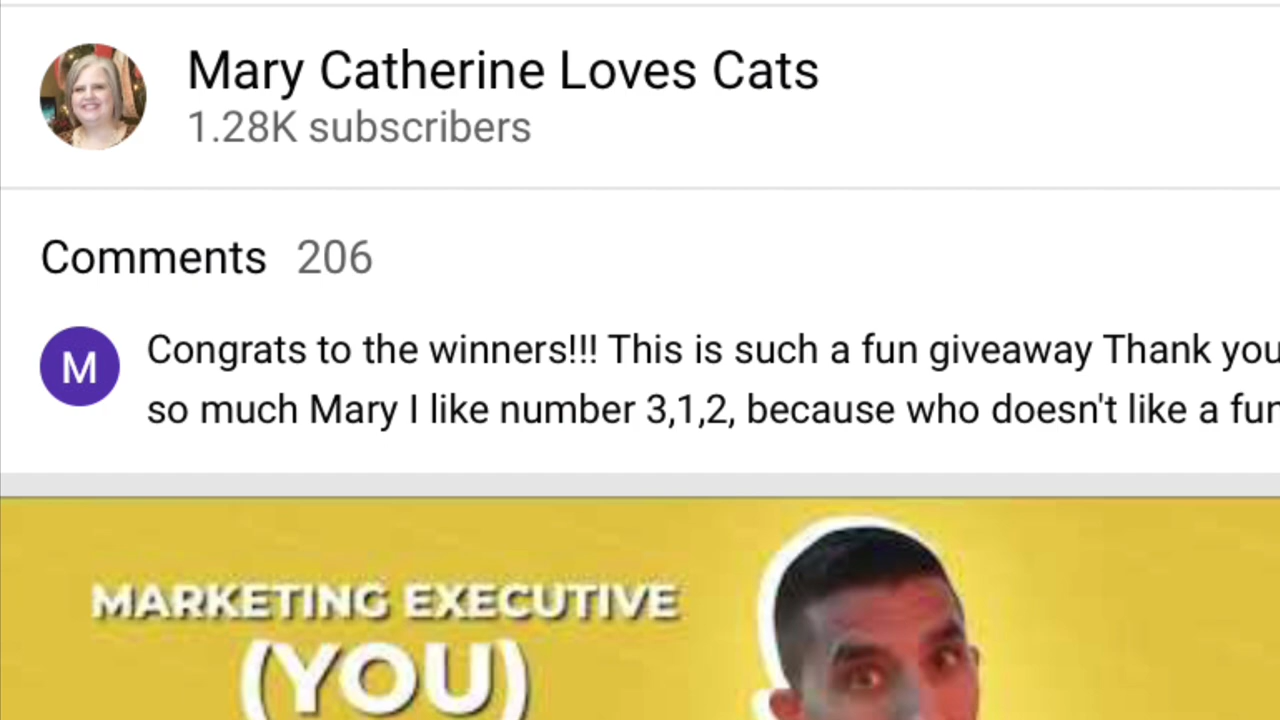 Mary Catherine Loves Cats
1.28K subscribers
Comments 206
M
Congrats to the winners!!! This is such a fun giveaway Thank you
so much Mary I like number 3,1,2, because who doesn't like a fun
MARKETING EXECUTIVE
(YOU)